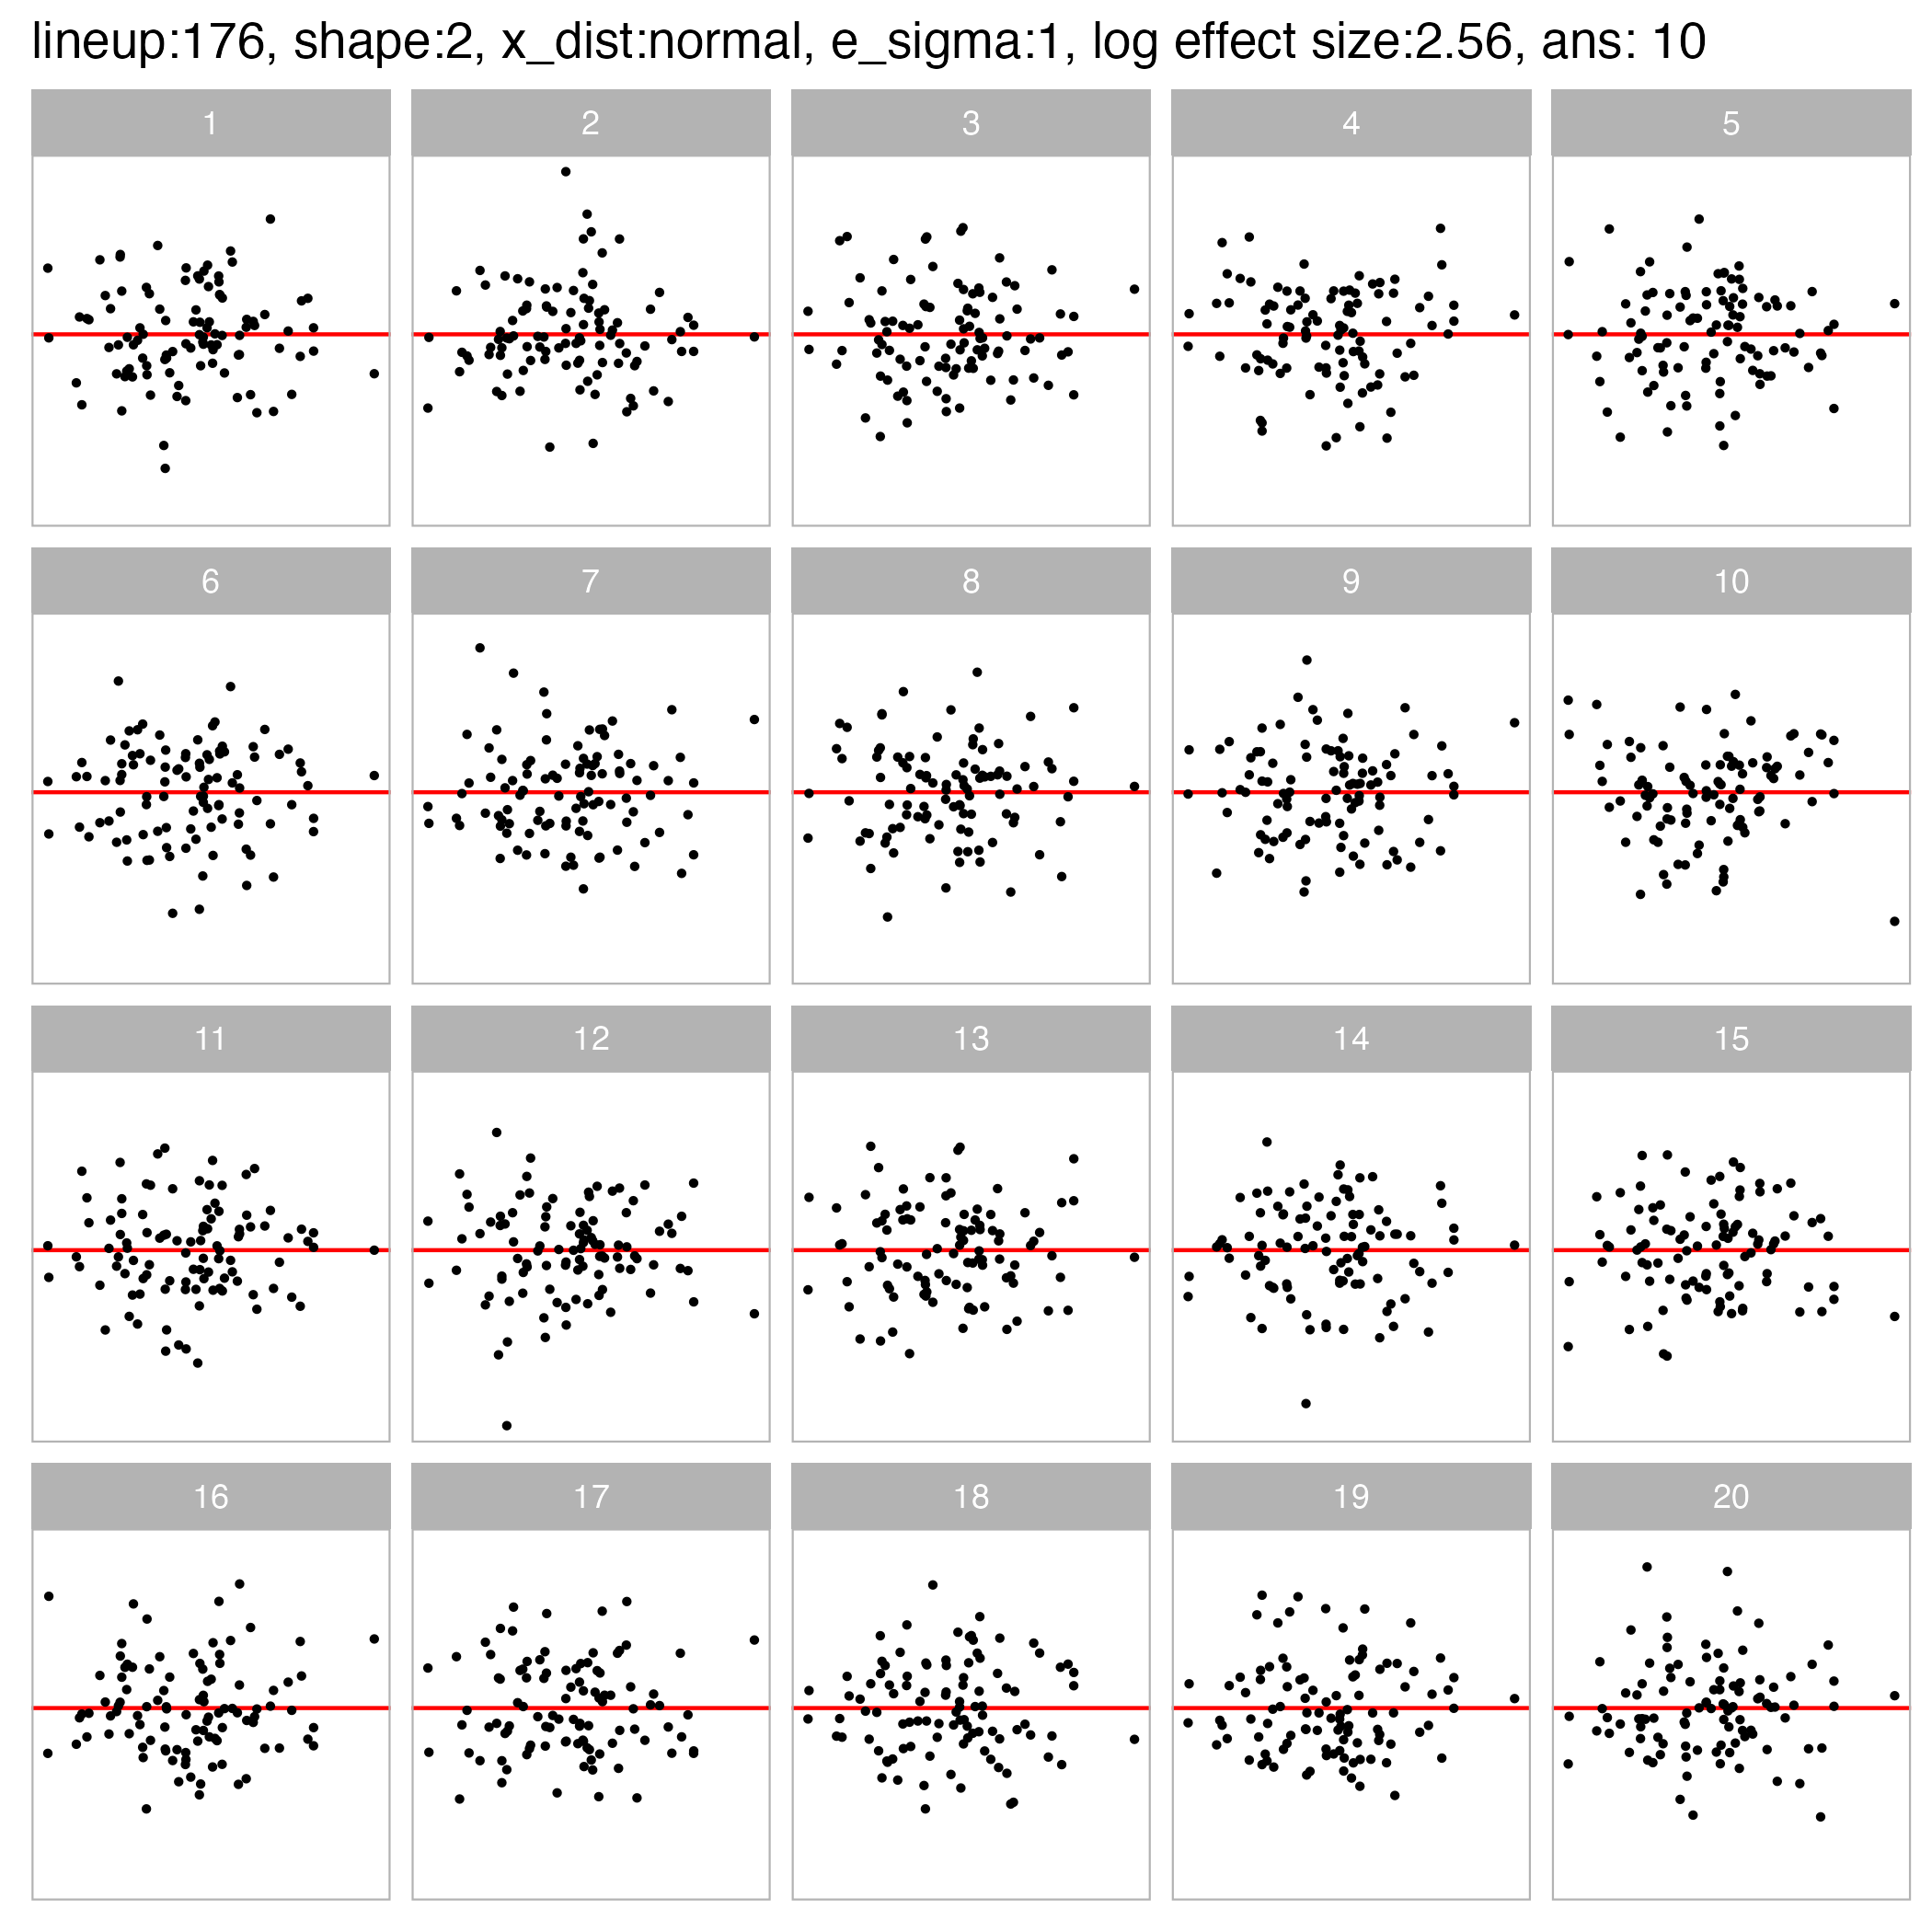 lineup:176, shape:2, x_dist:normal, e_sigma:1, log effect size:2.56, ans: 10
1 2 3 4 5
6 7 8 9 10
11 12 13 14 15
16 17 18 19 20